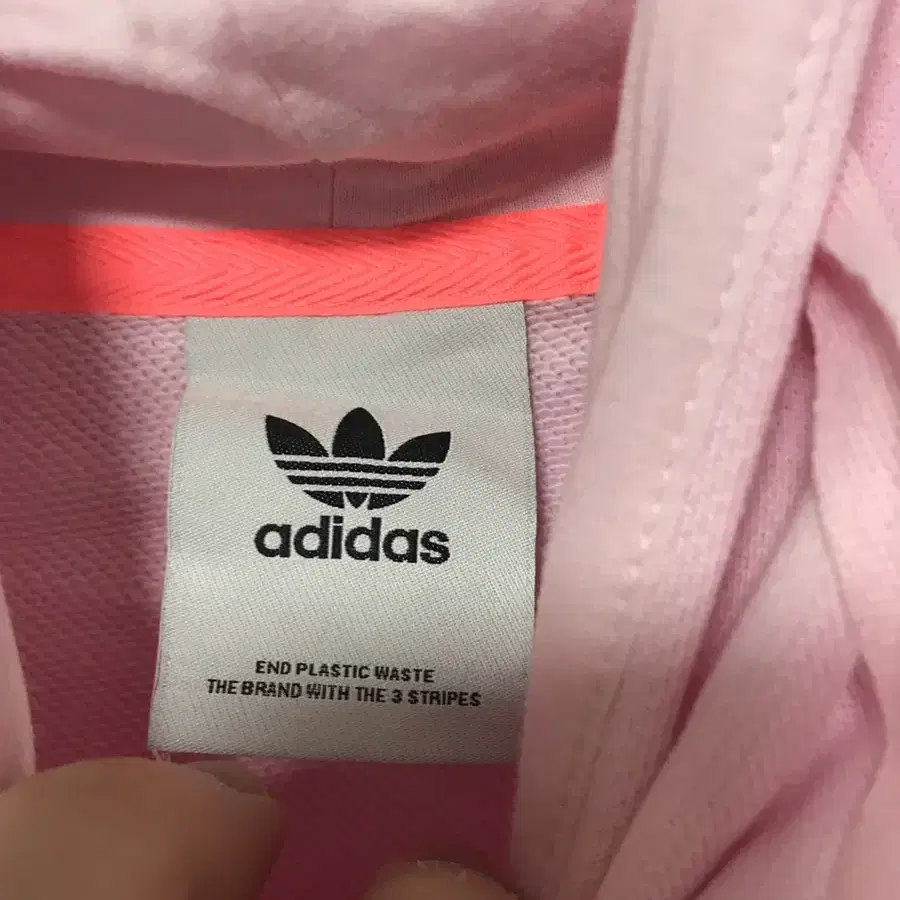 adidas
END PLASTIC WASTE
THE BRAND WITH THE 3 STRIPES